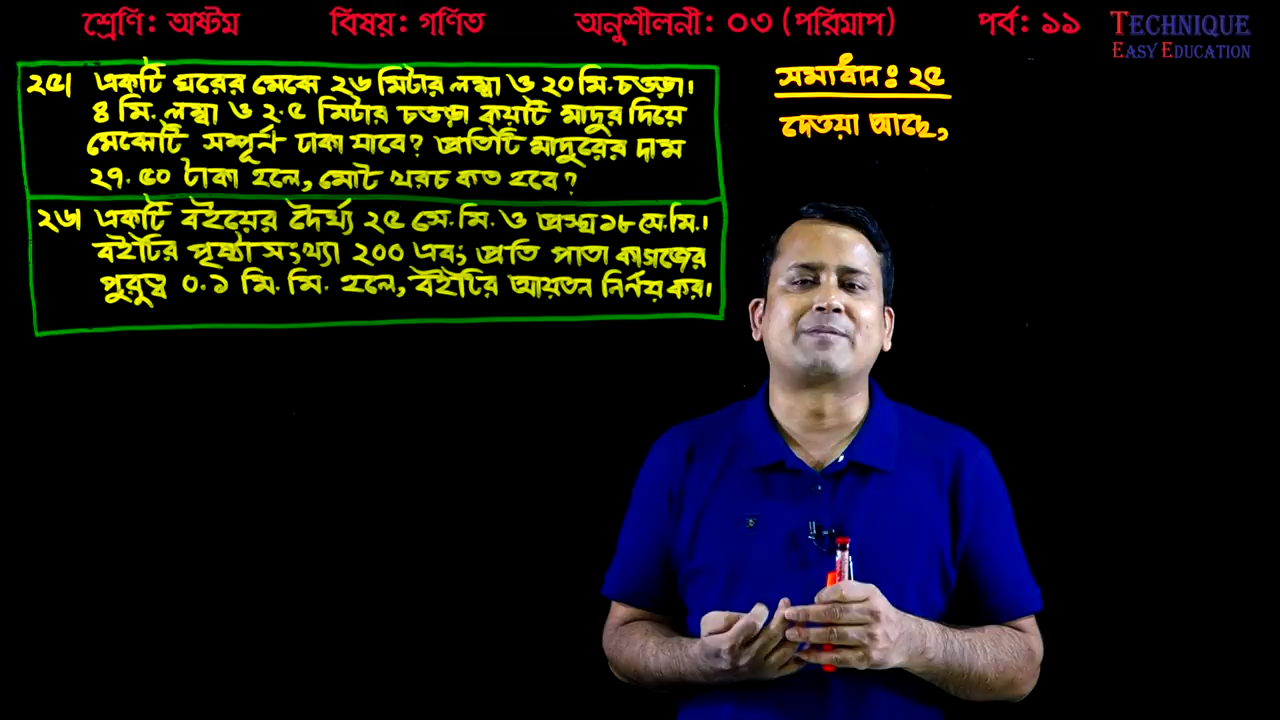 শ্রেণি: অষ্টম বিষয়: গণিত অনুশীলনী: ০৩ (পরিমাপ) পর্ব: ১১
TECHNIQUE
EASY EDUCATION
২৫। একটি ঘরের মেঝে ২৬ মিটার লম্বা ও ২০ মি. চওড়া।
৪ মি. লম্বা ও ২.৫ মিটার চওড়া কয়টি মাদুর দিয়ে
মেঝেটি সম্পূর্ন ঢাকা যাবে? প্রতিটি মাদুরের দাম
২৭.৫০ টাকা হলে, মোট খরচ কত হবে?
২৬। একটি বইয়ের দৈর্ঘ্য ২৫ সে.মি. ও প্রস্থ ১৮ সে.মি.।
বইটির পৃষ্ঠাসংখ্যা ২০০ এবং প্রতি পাতা কাগজের
পুরুত্ব ০.১ মি. মি. হলে, বইটির আয়তন নির্নয় কর।
সমাধান: ২৫
দেওয়া আছে,